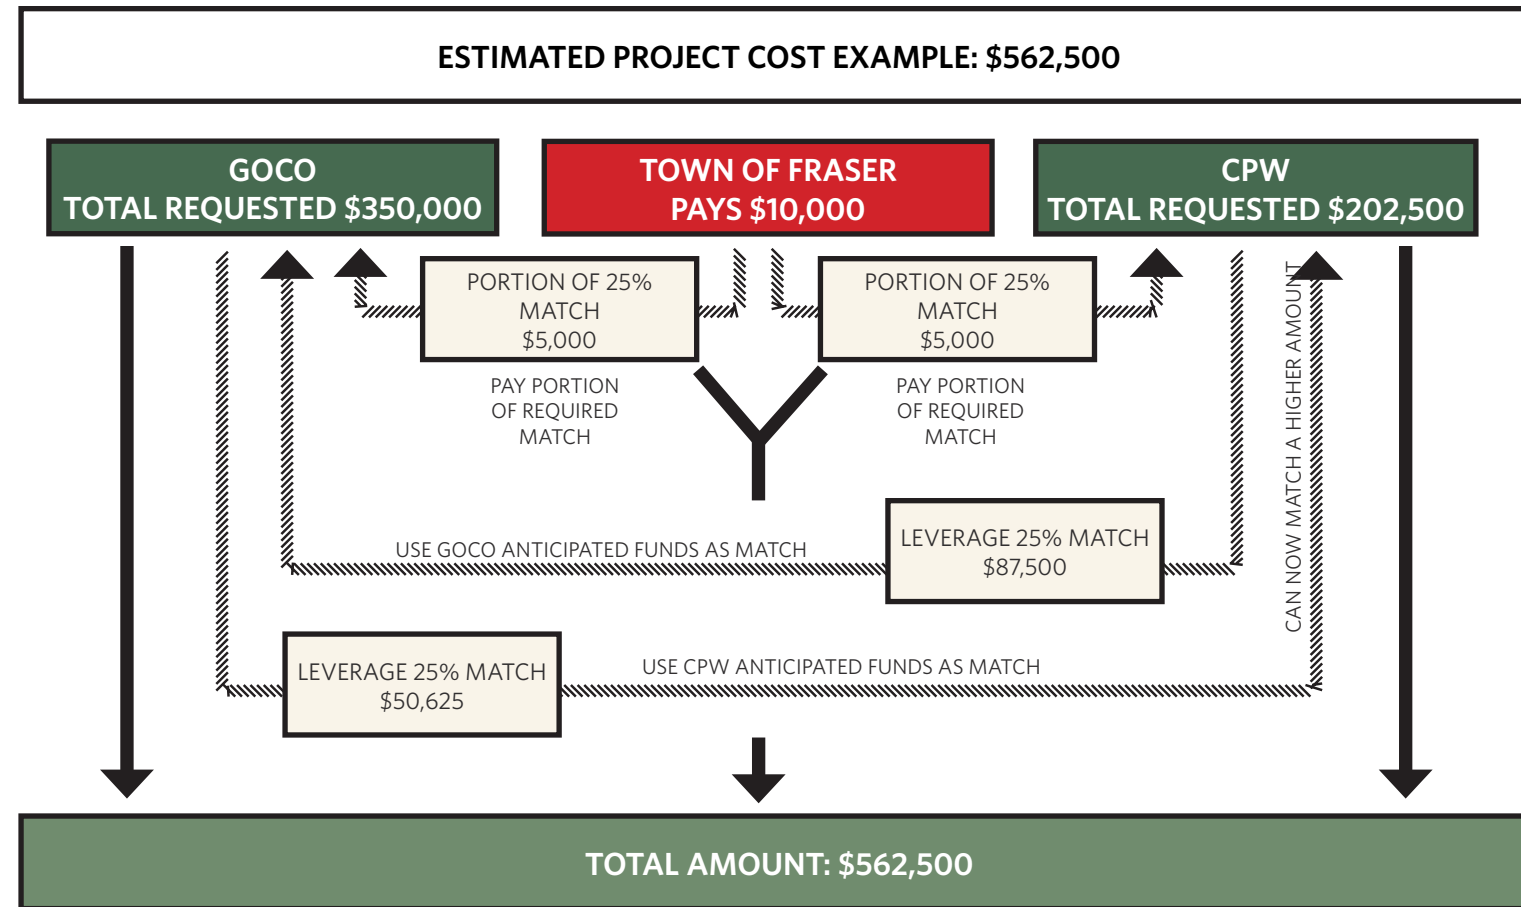 ESTIMATED PROJECT COST EXAMPLE: $562,500
GOCO
TOTAL REQUESTED $350,000
TOWN OF FRASER
PAYS $10,000
CPW
TOTAL REQUESTED $202,500
PORTION OF 25%
MATCH
$5,000
PORTION OF 25%
MATCH
$5,000
PAY PORTION
OF REQUIRED
MATCH
PAY PORTION
OF REQUIRED
MATCH
CAN NOW MATCH A HIGHER AMOUNT
USE GOCO ANTICIPATED FUNDS AS MATCH
LEVERAGE 25% MATCH
$87,500
LEVERAGE 25% MATCH
$50,625
USE CPW ANTICIPATED FUNDS AS MATCH
TOTAL AMOUNT: $562,500